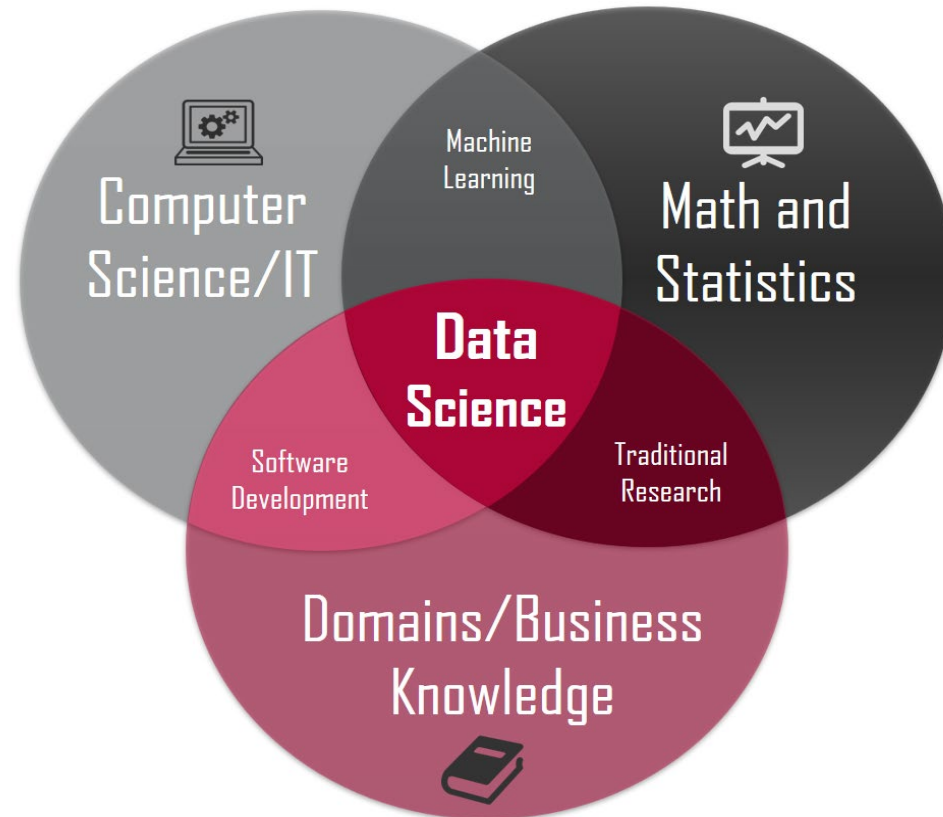 Machine
Learning
Computer
Science/IT
Math and
Statistics
Data
Science
Software
Development
Traditional
Research
Domains/Business
Knowledge